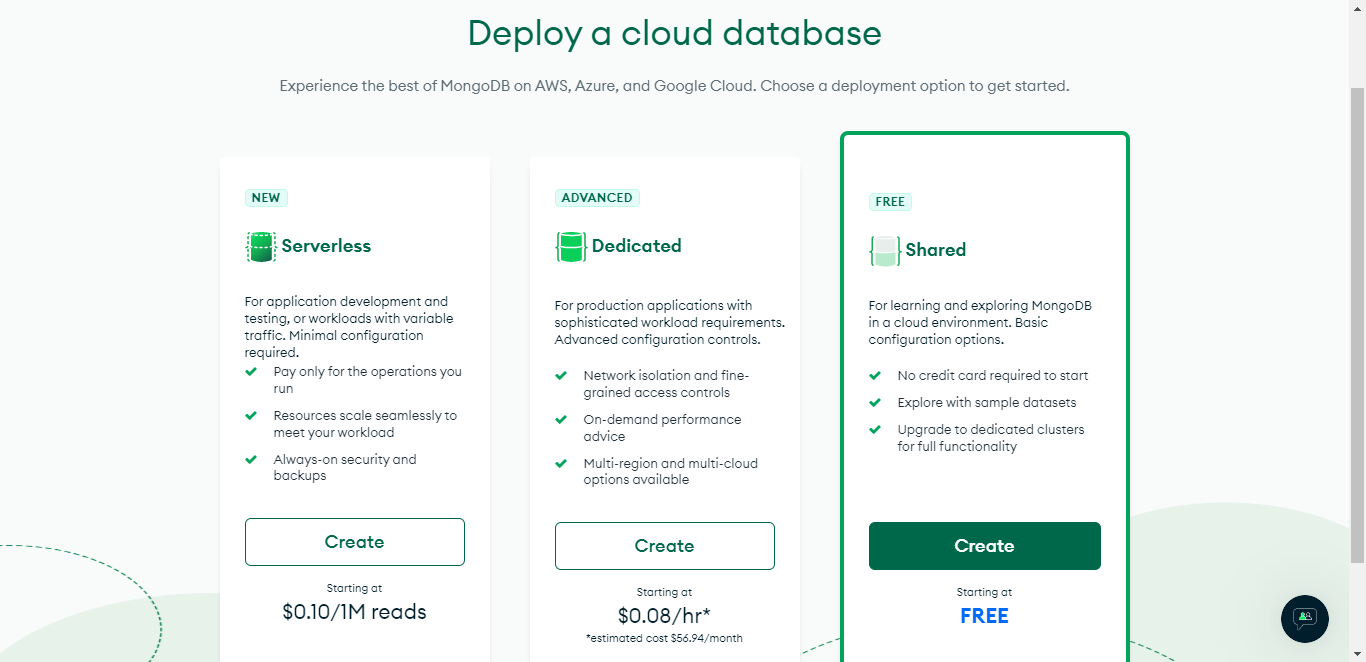 Deploy a cloud database
Experience the best of MongoDB on AWS, Azure, and Google Cloud. Choose a deployment option to get started.
NEW
Serverless
For application development and
testing, or workloads with variable
traffic. Minimal configuration
required.
Pay only for the operations you
run
Resources scale seamlessly to
meet your workload
Always-on security and
backups
Create
Starting at
$0.10/1M reads
ADVANCED
Dedicated
For production applications with
sophisticated workload requirements.
Advanced configuration controls.
Network isolation and fine-
grained access controls
On-demand performance
advice
Multi-region and multi-cloud
options available
Create
Starting at
$0.08/hr*
*estimated cost $56.94/month
FREE
Shared
For learning and exploring MongoDB
in a cloud environment. Basic
configuration options.
No credit card required to start
Explore with sample datasets
Upgrade to dedicated clusters
for full functionality
Create
Starting at
FREE